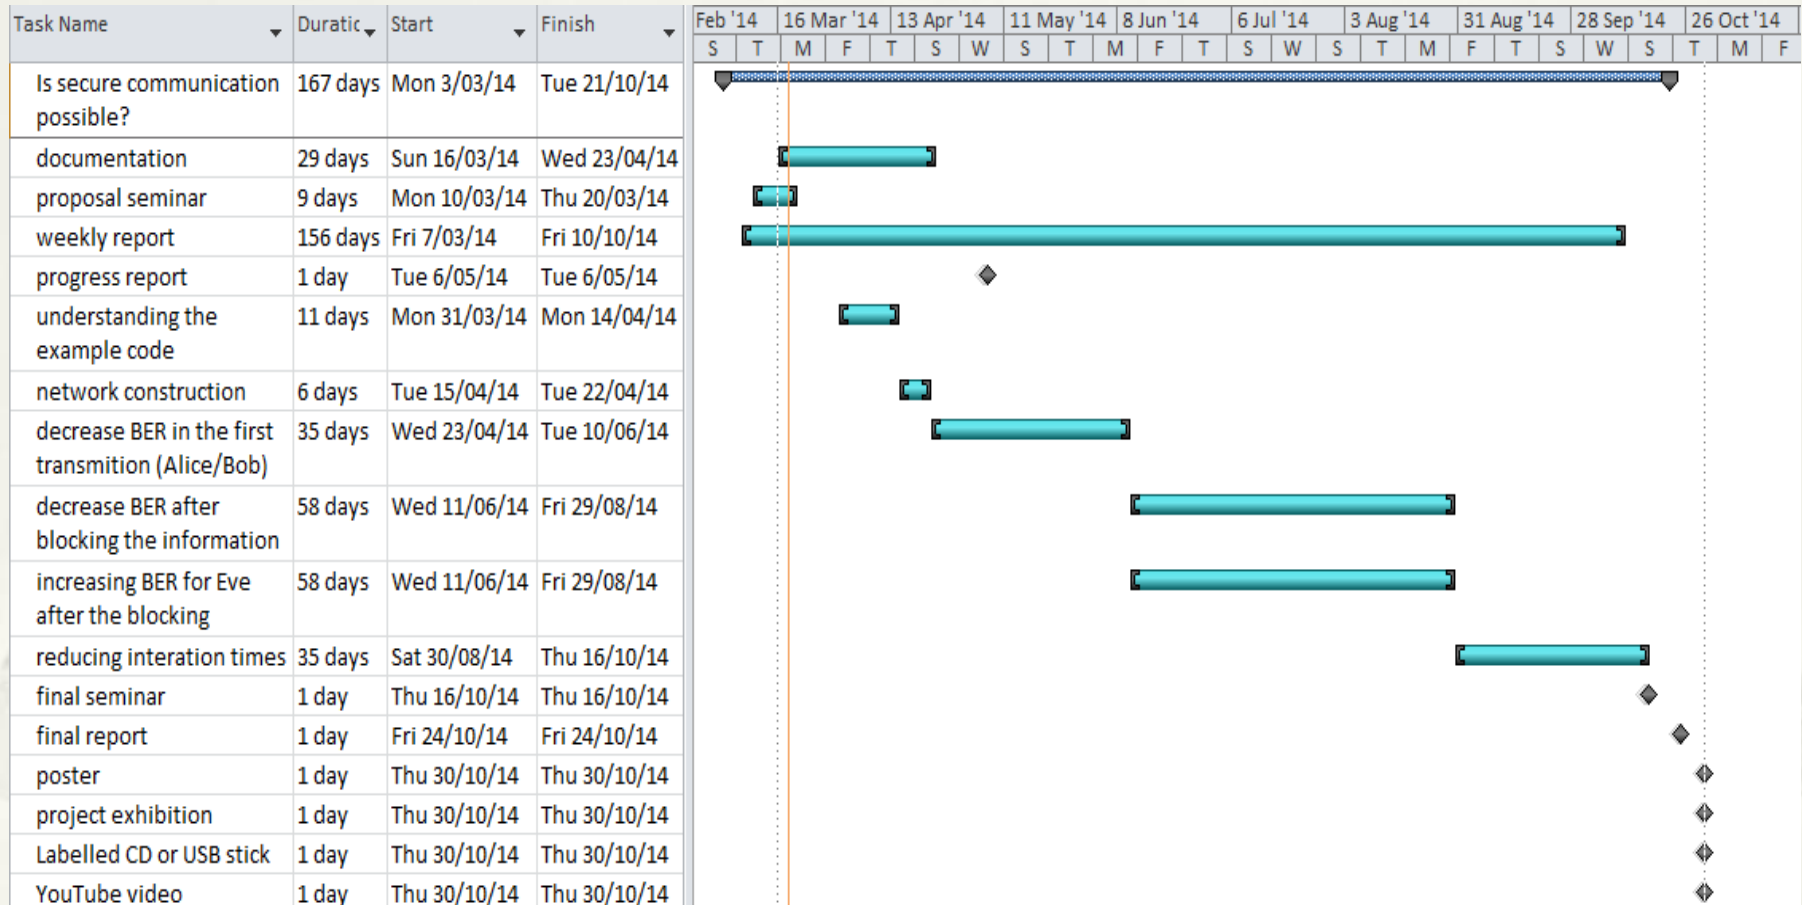 Task Name Duratic Start Finish Feb '14 16 Mar '14 13 Apr '14 11 May '14 8 Jun '14 6 Jul '14 3 Aug '14 31 Aug '14 28 Sep '14 26 Oct '14
S T M F T S W S T M F T S W S T M F T S W S T M F
Is secure communication 167 days Mon 3/03/14 Tue 21/10/14
possible?
documentation 29 days Sun 16/03/14 Wed 23/04/14
proposal seminar 9 days Mon 10/03/14 Thu 20/03/14
weekly report 156 days Fri 7/03/14 Fri 10/10/14
progress report 1 day Tue 6/05/14 Tue 6/05/14
understanding the 11 days Mon 31/03/14 Mon 14/04/14
example code
network construction 6 days Tue 15/04/14 Tue 22/04/14
decrease BER in the first 35 days Wed 23/04/14 Tue 10/06/14
transmition (Alice/Bob)
decrease BER after 58 days Wed 11/06/14 Fri 29/08/14
blocking the information
increasing BER for Eve 58 days Wed 11/06/14 Fri 29/08/14
after the blocking
reducing interation times 35 days Sat 30/08/14 Thu 16/10/14
final seminar 1 day Thu 16/10/14 Thu 16/10/14
final report 1 day Fri 24/10/14 Fri 24/10/14
poster 1 day Thu 30/10/14 Thu 30/10/14
project exhibition 1 day Thu 30/10/14 Thu 30/10/14
Labelled CD or USB stick 1 day Thu 30/10/14 Thu 30/10/14
YouTube video 1 day Thu 30/10/14 Thu 30/10/14